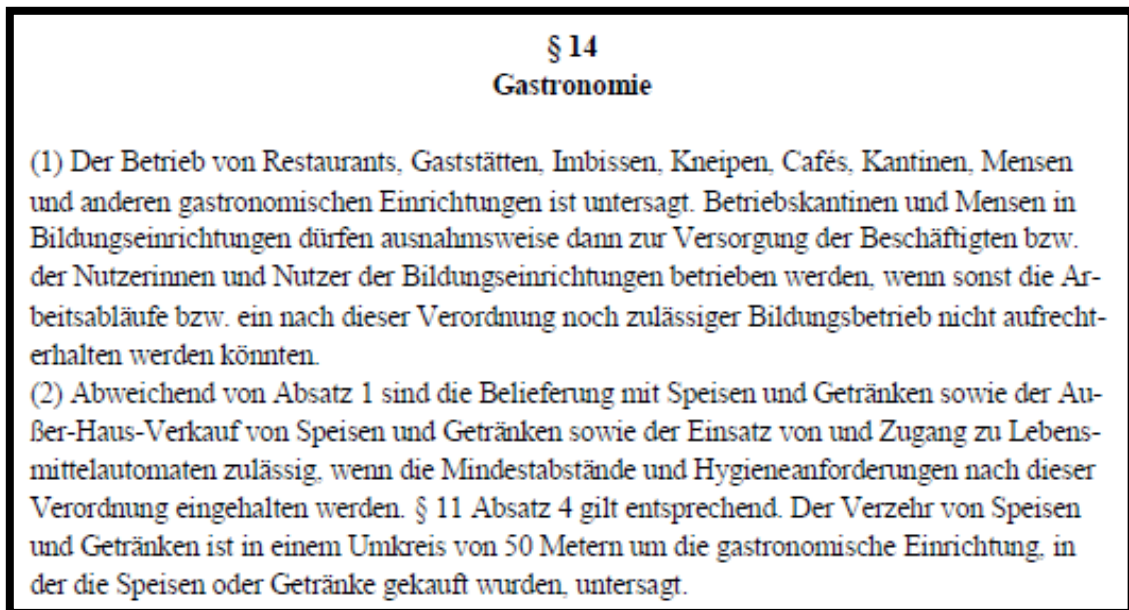 § 14
Gastronomie
(1) Der Betrieb von Restaurants, Gaststätten, Imbissen, Kneipen, Cafés, Kantinen, Mensen
und anderen gastronomischen Einrichtungen ist untersagt. Betriebskantinen und Mensen in
Bildungseinrichtungen dürfen ausnahmsweise dann zur Versorgung der Beschäftigten bzw.
der Nutzerinnen und Nutzer der Bildungseinrichtungen betrieben werden, wenn sonst die Ar-
beitsabläufe bzw. ein nach dieser Verordnung noch zulässiger Bildungsbetrieb nicht aufrecht-
erhalten werden könnten.
(2) Abweichend von Absatz 1 sind die Belieferung mit Speisen und Getränken sowie der Au-
ßer-Haus-Verkauf von Speisen und Getränken sowie der Einsatz von und Zugang zu Lebens-
mittelautomaten zulässig, wenn die Mindestabstände und Hygieneanforderungen nach dieser
Verordnung eingehalten werden. § 11 Absatz 4 gilt entsprechend. Der Verzehr von Speisen
und Getränken ist in einem Umkreis von 50 Metern um die gastronomische Einrichtung, in
der die Speisen oder Getränke gekauft wurden, untersagt.